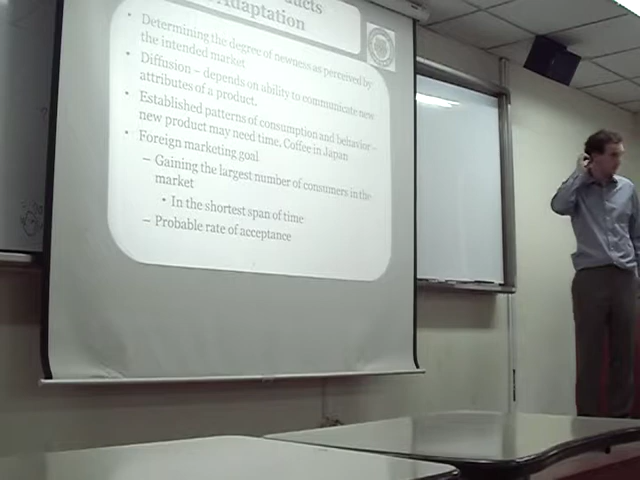 Adaptation
• Determining the degree of newness as perceived by
the intended market
• Diffusion – depends on ability to communicate new
attributes of a product.
• Established patterns of consumption and behavior –
new product may need time. Coffee in Japan
• Foreign marketing goal
– Gaining the largest number of consumers in the
market
• In the shortest span of time
– Probable rate of acceptance